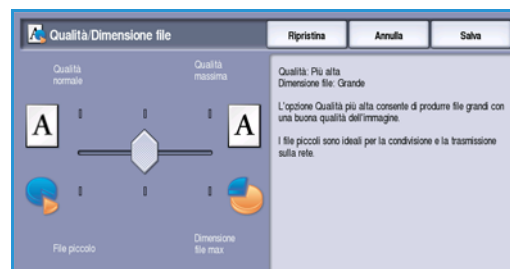 Qualità/Dimensione file
Ripristina
Annulla
Salva
Qualità
normale
Qualità
massima
A
A
A
File piccolo
Dimensione
file max
Qualità: Più alta
Dimensione file: Grande
L'opzione Qualità più alta consente di produrre file grandi con
una buona qualità dell'immagine.
I file piccoli sono ideali per la condivisione e la trasmissione
sulla rete.